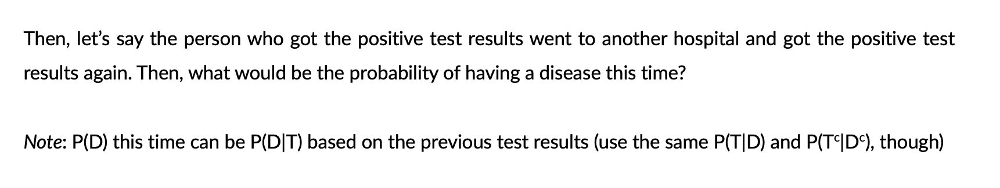 Then, let’s say the person who got the positive test results went to another hospital and got the positive test
results again. Then, what would be the probability of having a disease this time?
Note: P(D) this time can be P(D|T) based on the previous test results (use the same P(T|D) and P(Tᶜ|Dᶜ), though)